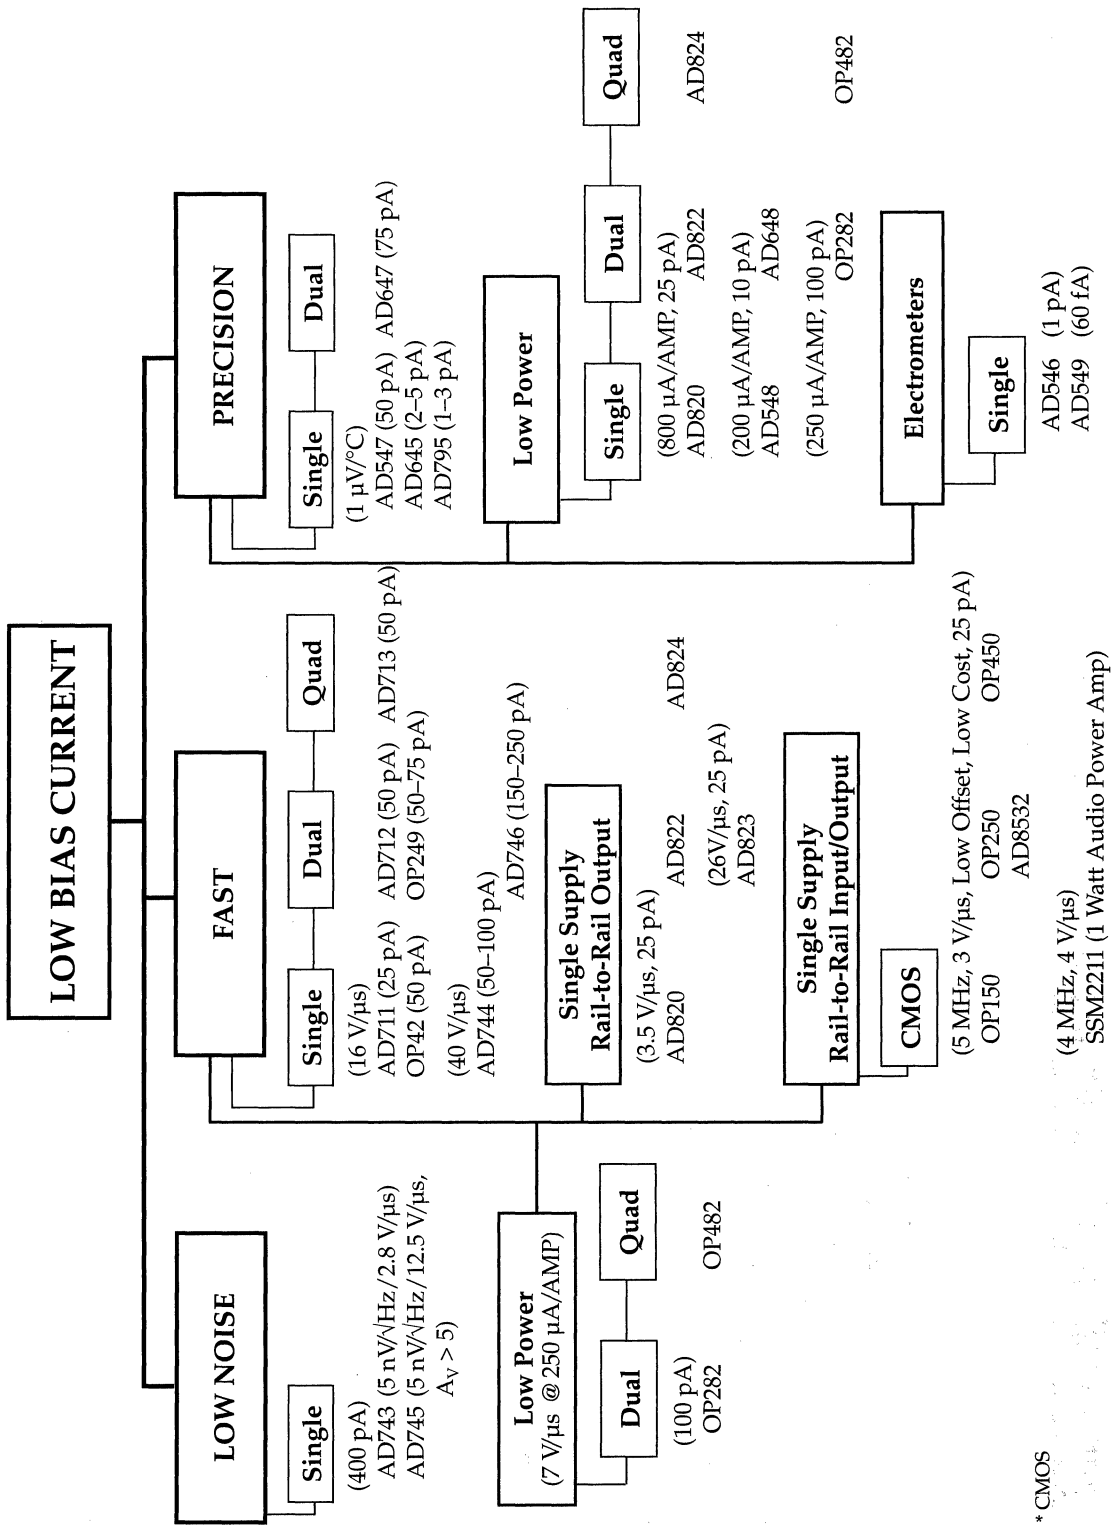 LOW BIAS CURRENT
LOW NOISE
Single
(400 pA)
AD743 (5 nV/√Hz/2.8 V/µs)
AD745 (5 nV/√Hz/12.5 V/µs,
AV > 5)
FAST
Single
Dual
Quad
(16 V/µs)
AD711 (25 pA) AD712 (50 pA) AD713 (50 pA)
OP42 (50 pA) OP249 (50–75 pA)
(40 V/µs)
AD744 (50–100 pA)
AD746 (150–250 pA)
Low Power
(7 V/µs @ 250 µA/AMP)
Dual
Quad
(100 pA)
OP282 OP482
Single Supply
Rail-to-Rail Output
(3.5 V/µs, 25 pA)
AD820 AD822 AD824
(26V/µs, 25 pA)
AD823
Single Supply
Rail-to-Rail Input/Output
CMOS
(5 MHz, 3 V/µs, Low Offset, Low Cost, 25 pA)
OP150 OP250 OP450
AD8532
(4 MHz, 4 V/µs)
SSM2211 (1 Watt Audio Power Amp)
PRECISION
Single
Dual
(1 µV/°C)
AD547 (50 pA) AD647 (75 pA)
AD645 (2–5 pA)
AD795 (1–3 pA)
Low Power
Single
Dual
Quad
(800 µA/AMP, 25 pA)
AD820 AD822 AD824
(200 µA/AMP, 10 pA)
AD548 AD648
(250 µA/AMP, 100 pA)
OP282 OP482
Electrometers
Single
AD546 (1 pA)
AD549 (60 fA)
* CMOS